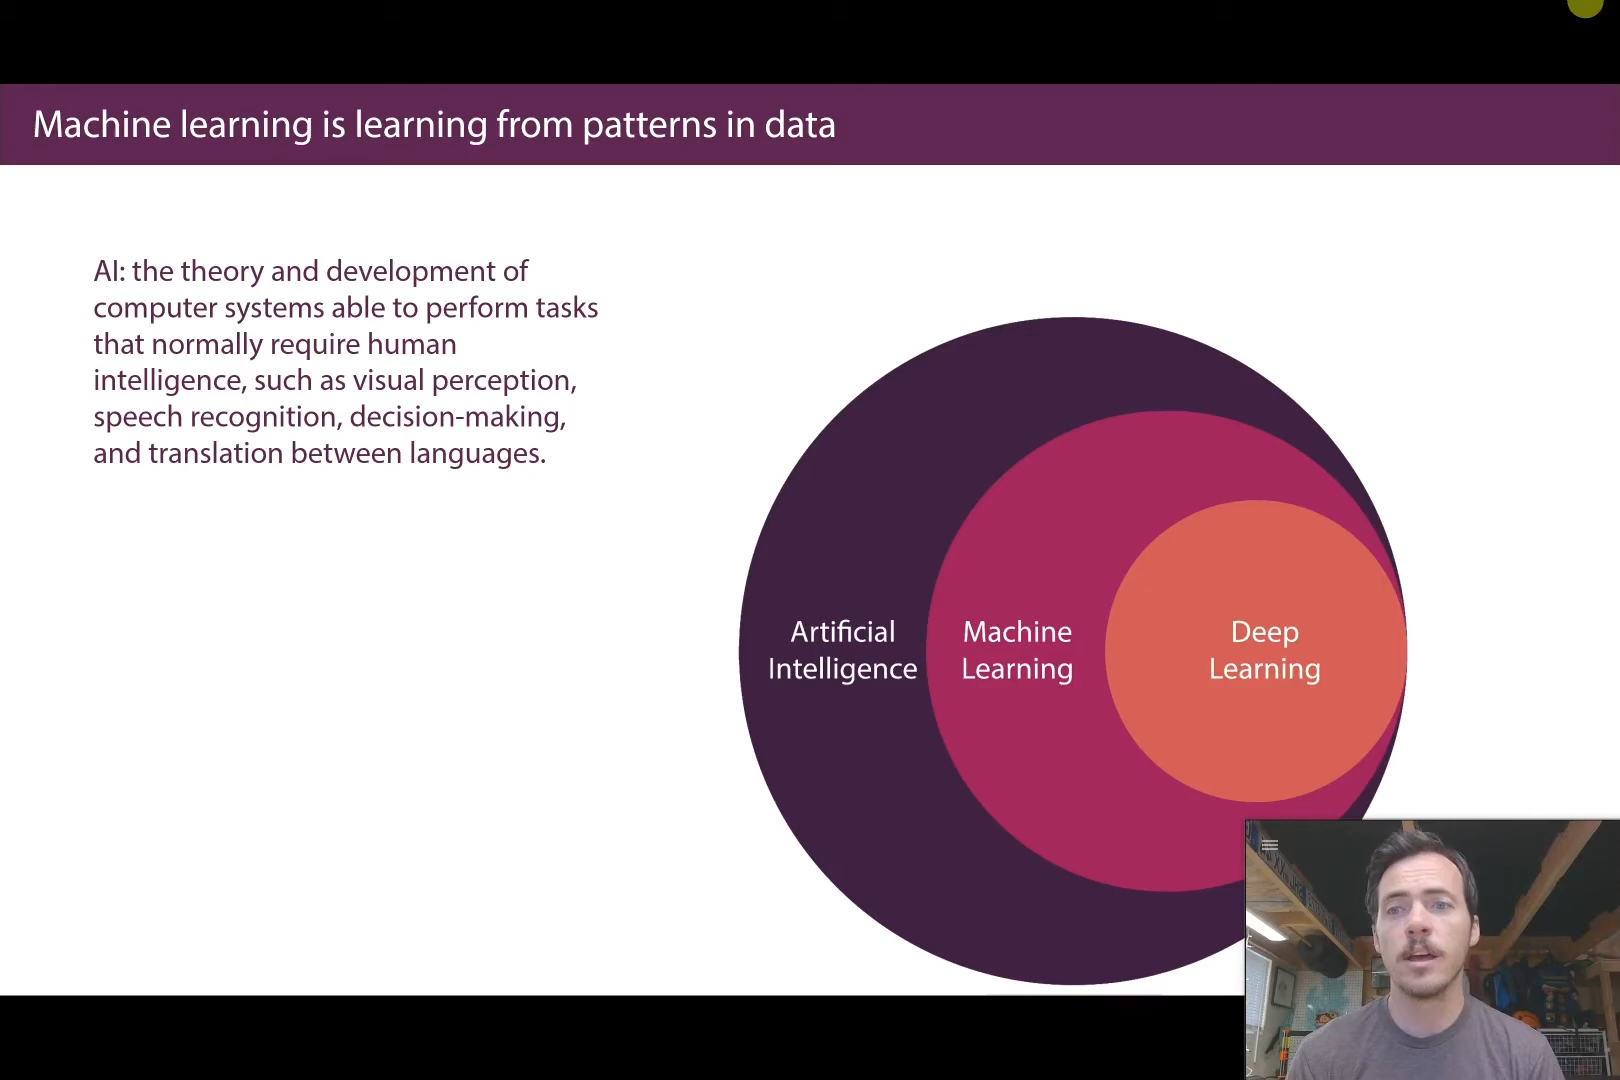 Machine learning is learning from patterns in data
AI: the theory and development of
computer systems able to perform tasks
that normally require human
intelligence, such as visual perception,
speech recognition, decision-making,
and translation between languages.
Artificial
Intelligence
Machine
Learning
Deep
Learning